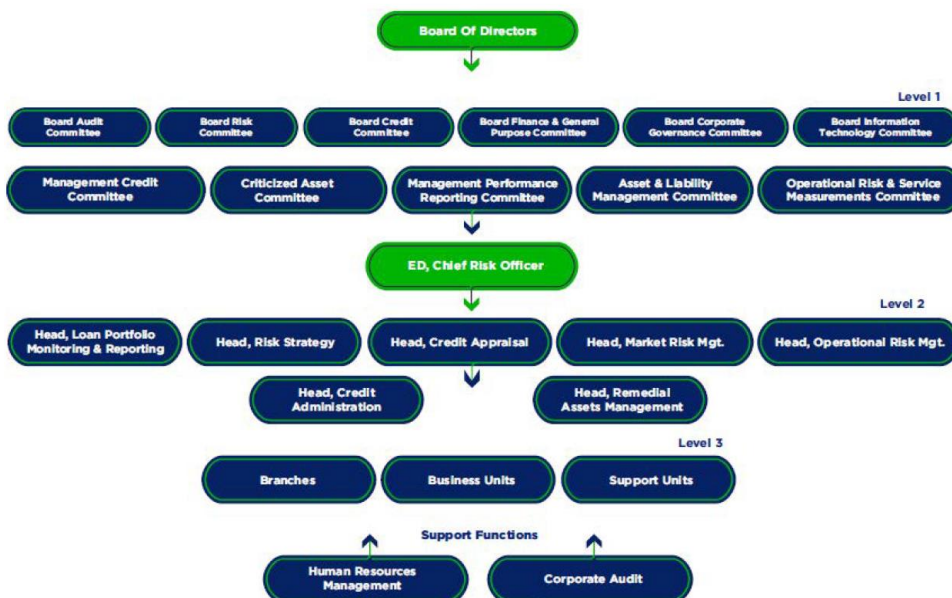 Board Of Directors
Level 1
Board Audit
Committee
Board Risk
Committee
Board Credit
Committee
Board Finance & General
Purpose Committee
Board Corporate
Governance Committee
Board Information
Technology Committee
Management Credit
Committee
Criticized Asset
Committee
Management Performance
Reporting Committee
Asset & Liability
Management Committee
Operational Risk & Service
Measurements Committee
ED, Chief Risk Officer
Level 2
Head, Loan Portfolio
Monitoring & Reporting
Head, Risk Strategy
Head, Credit Appraisal
Head, Market Risk Mgt.
Head, Operational Risk Mgt.
Head, Credit
Administration
Head, Remedial
Assets Management
Level 3
Branches
Business Units
Support Units
Support Functions
Human Resources
Management
Corporate Audit